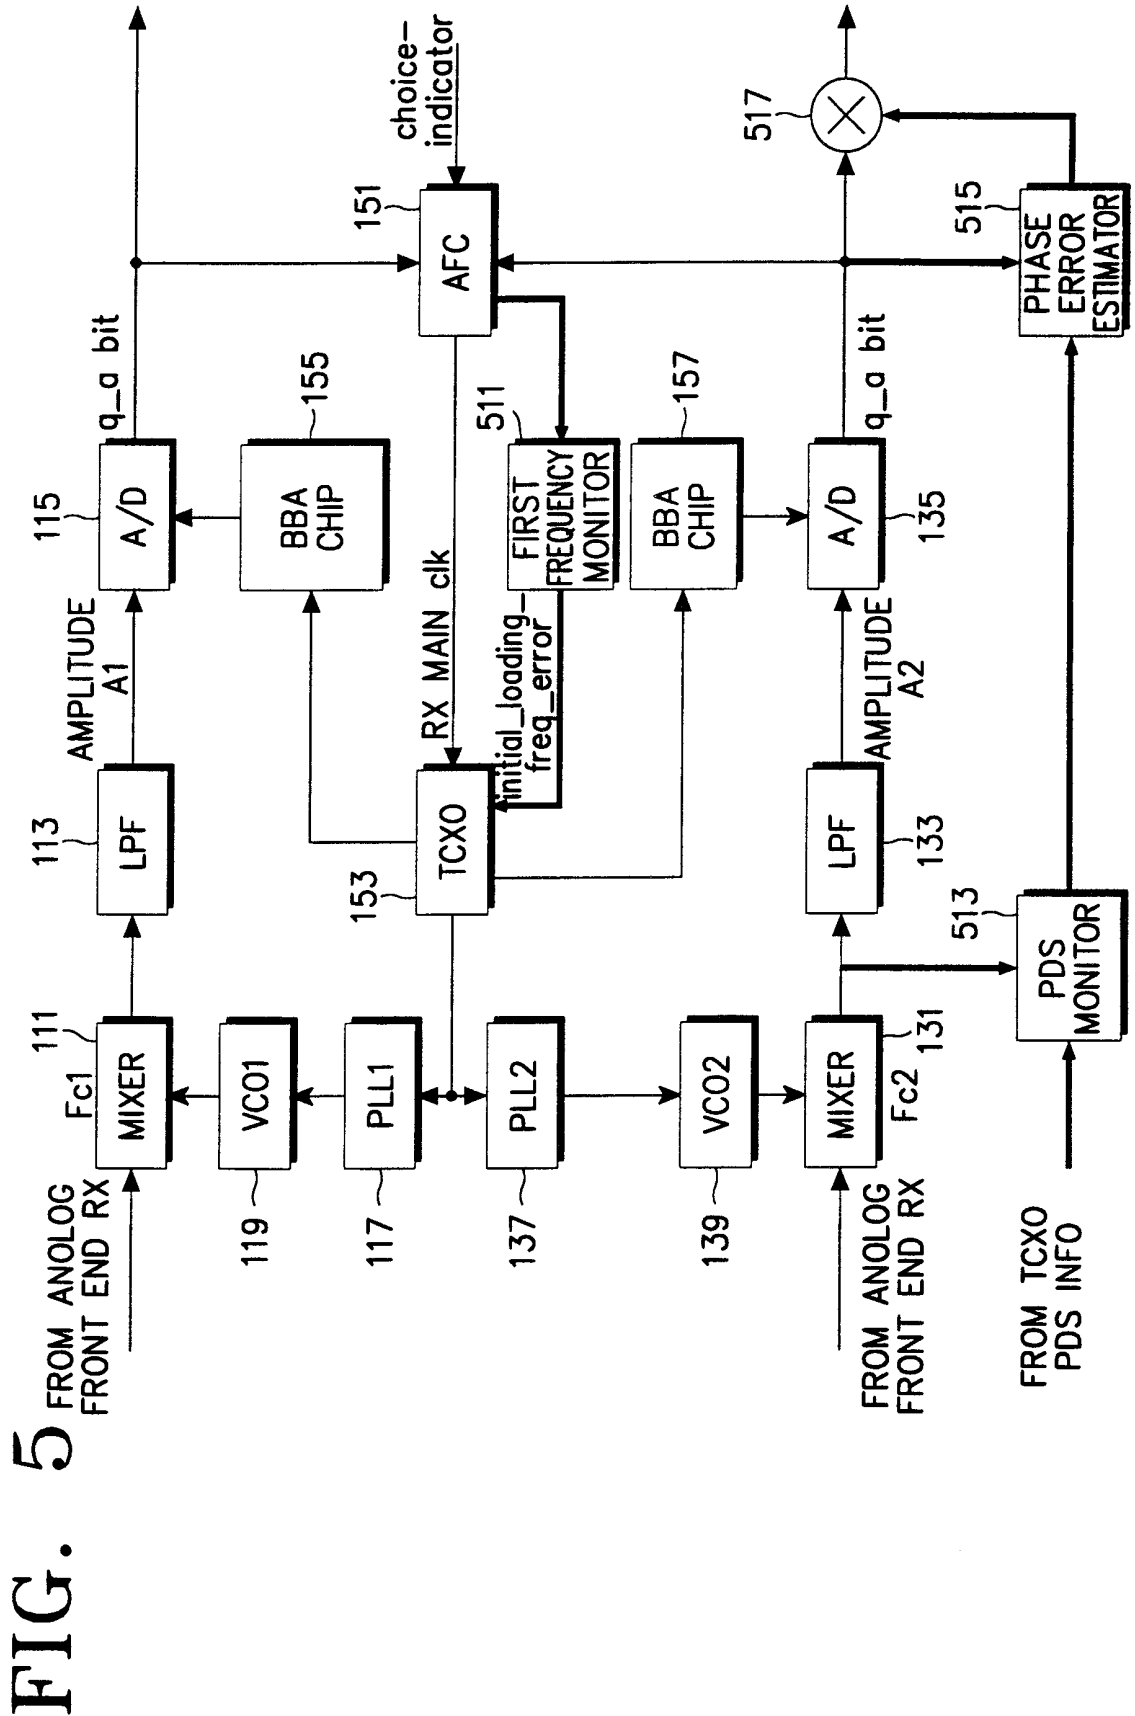 FIG. 5
FROM ANOLOG
FRONT END RX
Fc1
MIXER
111
LPF
113
AMPLITUDE
A1
A/D
115
q_a bit
VCO1
119
PLL1
117
BBA
CHIP
155
choice-
indicator
AFC
151
RX MAIN clk
TCXO
153
initial_loading_
freq_error
FIRST
FREQUENCY
MONITOR
511
PLL2
137
VCO2
139
BBA
CHIP
157
FROM ANOLOG
FRONT END RX
MIXER
Fc2
131
LPF
133
AMPLITUDE
A2
A/D
135
q_a bit
517
FROM TCXO
PDS INFO
PDS
MONITOR
513
PHASE
ERROR
ESTIMATOR
515